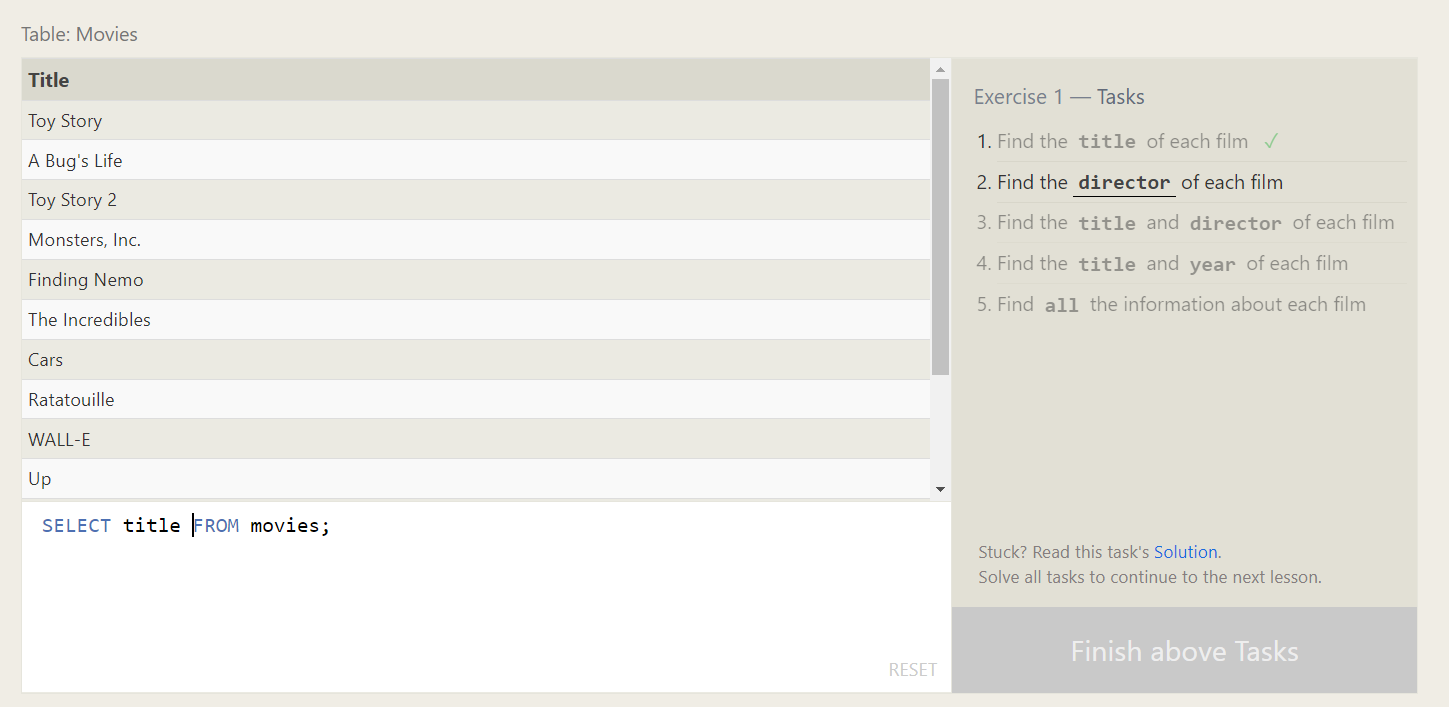 Table: Movies
Title
Toy Story
A Bug's Life
Toy Story 2
Monsters, Inc.
Finding Nemo
The Incredibles
Cars
Ratatouille
WALL-E
Up
SELECT title FROM movies;
RESET
Exercise 1 — Tasks
1. Find the title of each film ✓
2. Find the director of each film
3. Find the title and director of each film
4. Find the title and year of each film
5. Find all the information about each film
Stuck? Read this task's Solution.
Solve all tasks to continue to the next lesson.
Finish above Tasks